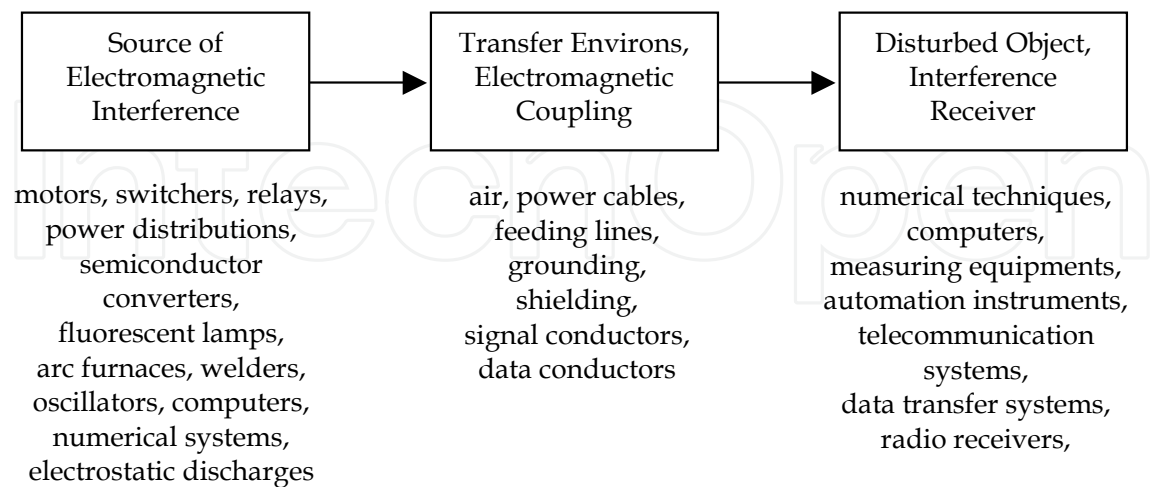 Source of
Electromagnetic
Interference
motors, switchers, relays,
power distributions,
semiconductor
converters,
fluorescent lamps,
arc furnaces, welders,
oscillators, computers,
numerical systems,
electrostatic discharges
Transfer Environs,
Electromagnetic
Coupling
air, power cables,
feeding lines,
grounding,
shielding,
signal conductors,
data conductors
Disturbed Object,
Interference
Receiver
numerical techniques,
computers,
measuring equipments,
automation instruments,
telecommunication
systems,
data transfer systems,
radio receivers,
IntechOpen